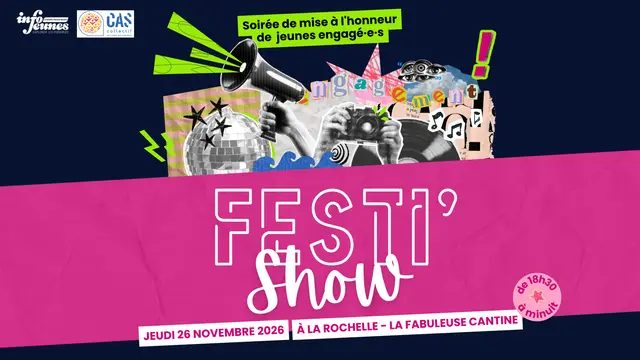 info
jeunes
CAS
collectif
Soirée de mise à l'honneur
de jeunes engagé·e·s
engagement
FESTI'
Show
de 18h30
à minuit
JEUDI 26 NOVEMBRE 2026
À LA ROCHELLE - LA FABULEUSE CANTINE